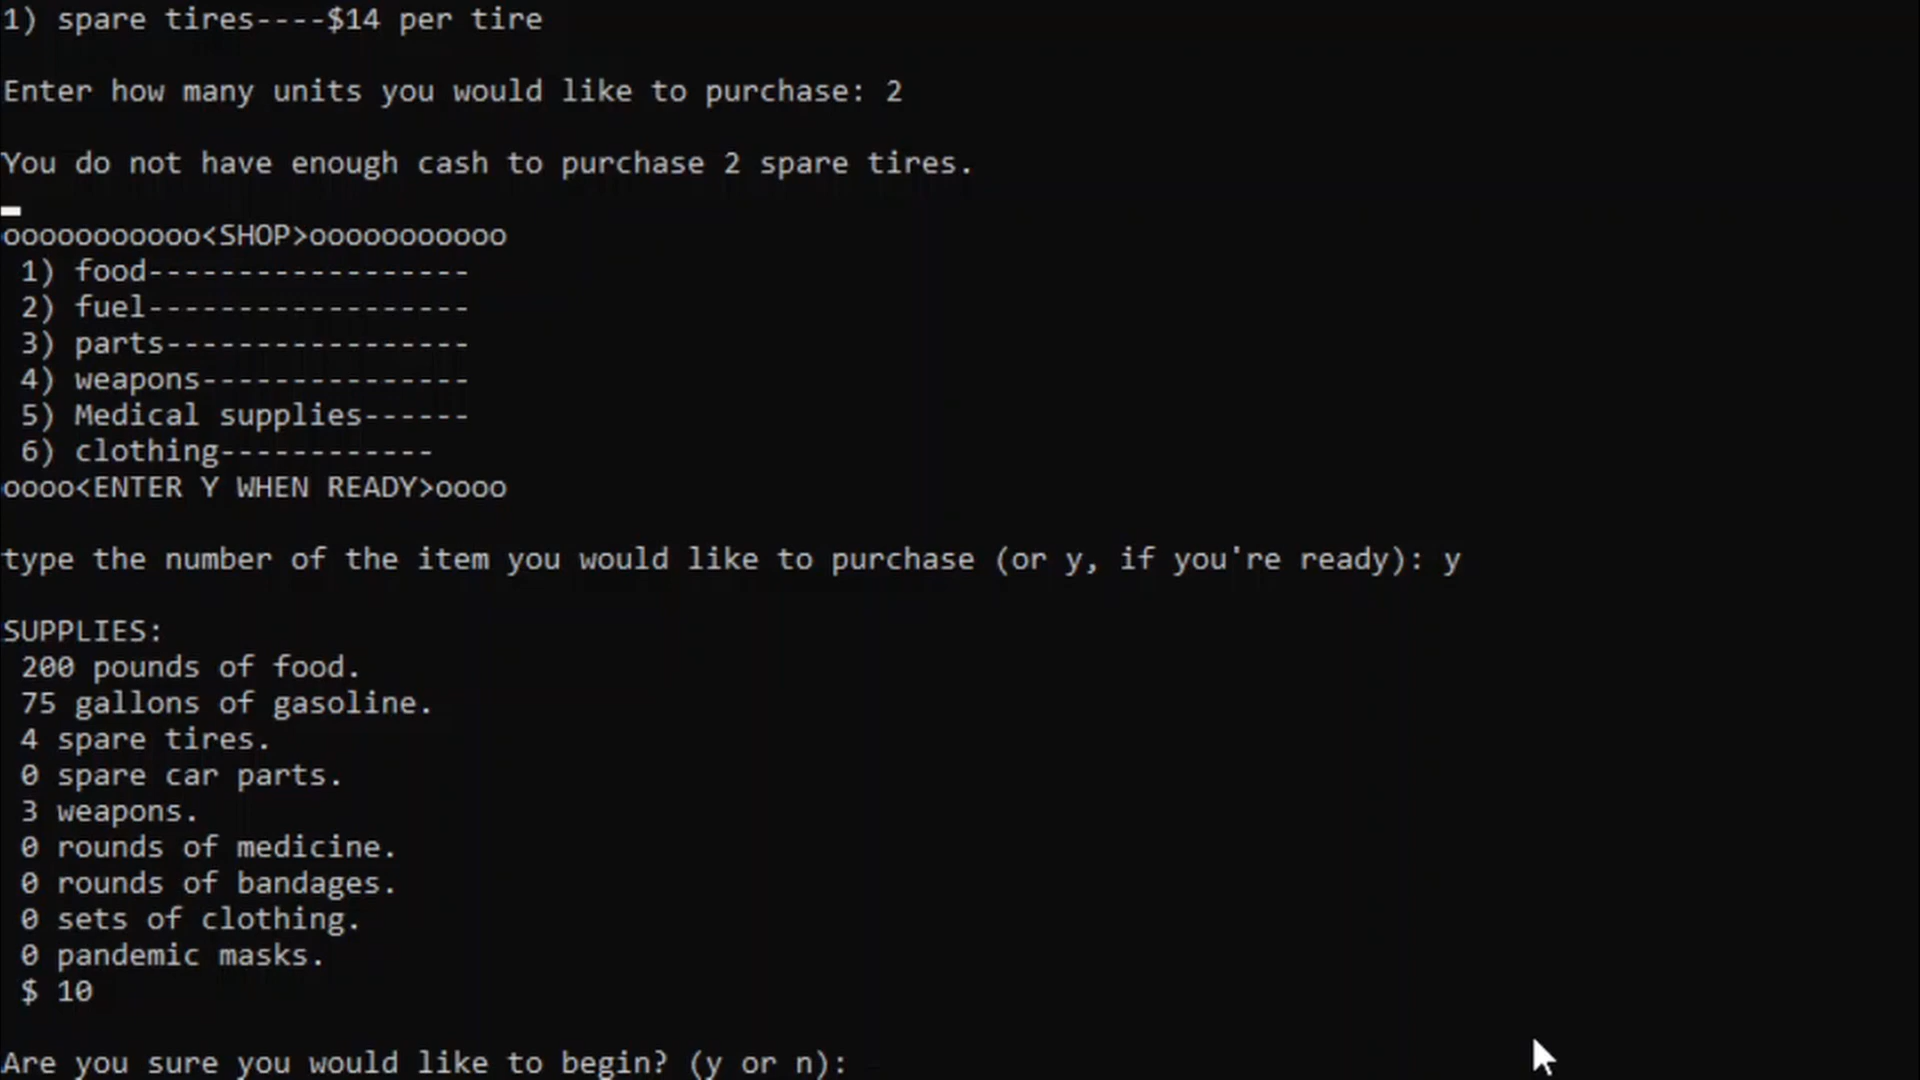 1) spare tires----$14 per tire
Enter how many units you would like to purchase: 2
You do not have enough cash to purchase 2 spare tires.
ooooooooooo<SHOP>ooooooooooo
1) food------------------
2) fuel------------------
3) parts-----------------
4) weapons---------------
5) Medical supplies------
6) clothing------------
oooo<ENTER Y WHEN READY>oooo
type the number of the item you would like to purchase (or y, if you're ready): y
SUPPLIES:
200 pounds of food.
75 gallons of gasoline.
4 spare tires.
0 spare car parts.
3 weapons.
0 rounds of medicine.
0 rounds of bandages.
0 sets of clothing.
0 pandemic masks.
$ 10
Are you sure you would like to begin? (y or n):